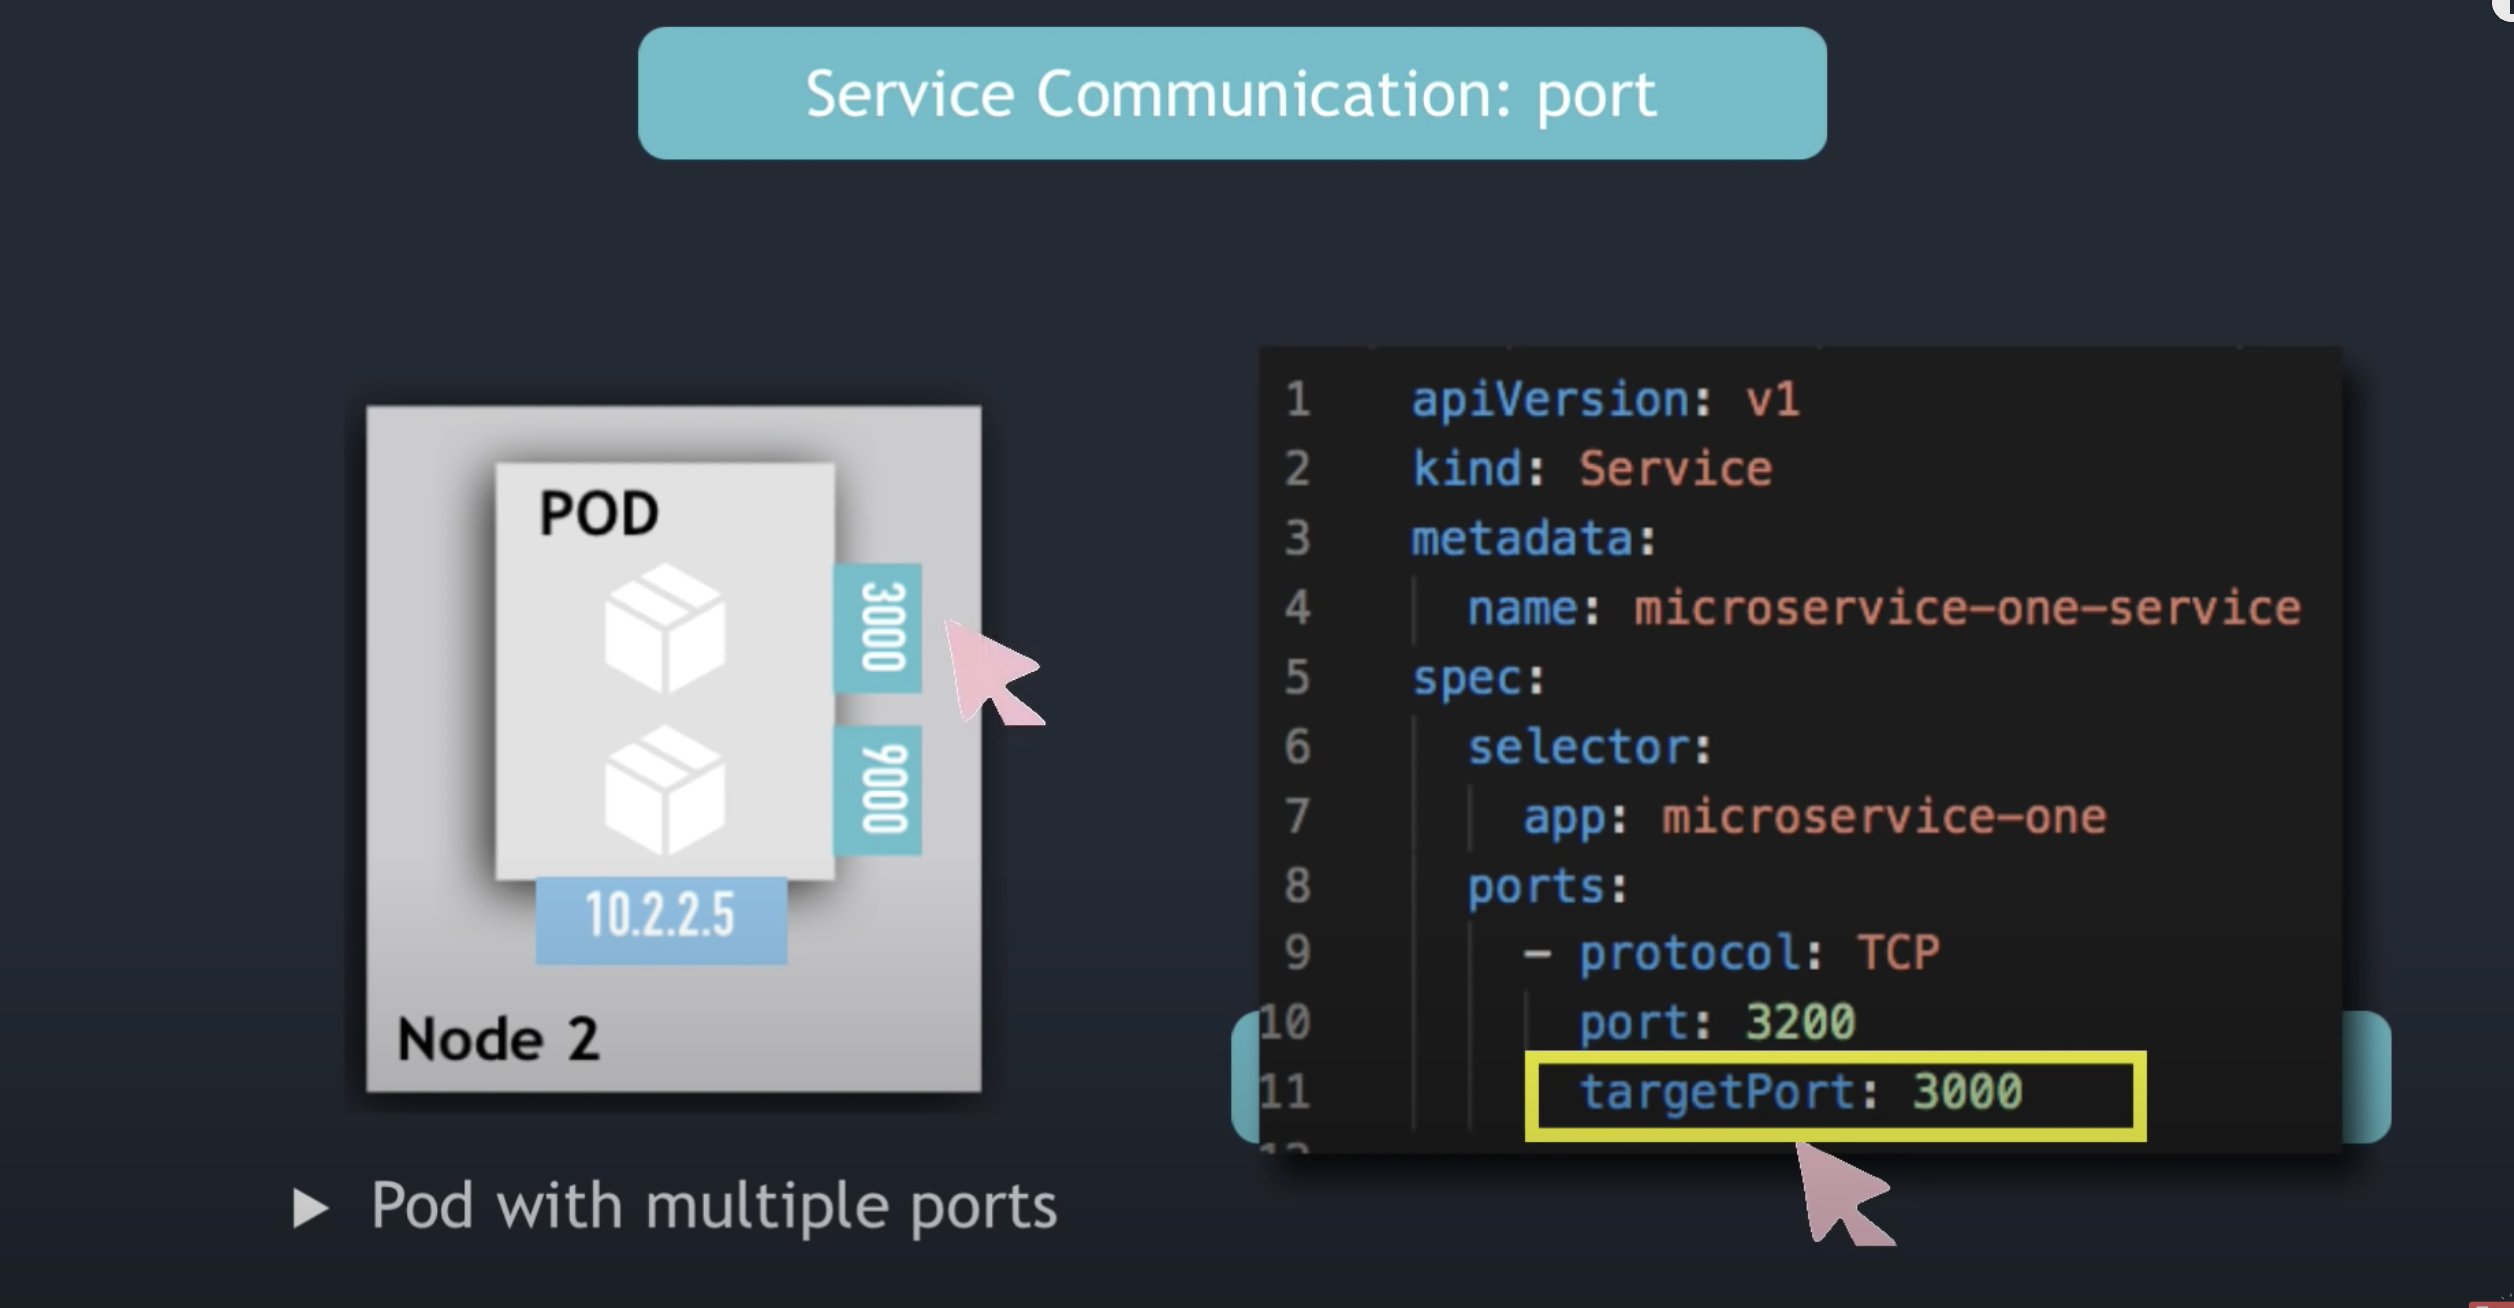 Service Communication: port
POD
3000
9000
10.2.2.5
Node 2
Pod with multiple ports
1 apiVersion: v1
2 kind: Service
3 metadata:
4 name: microservice-one-service
5 spec:
6 selector:
7 app: microservice-one
8 ports:
9 - protocol: TCP
10 port: 3200
11 targetPort: 3000